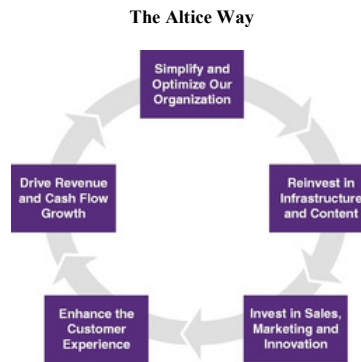 The Altice Way
Simplify and
Optimize Our
Organization
Drive Revenue
and Cash Flow
Growth
Reinvest in
Infrastructure
and Content
Enhance the
Customer
Experience
Invest in Sales,
Marketing and
Innovation